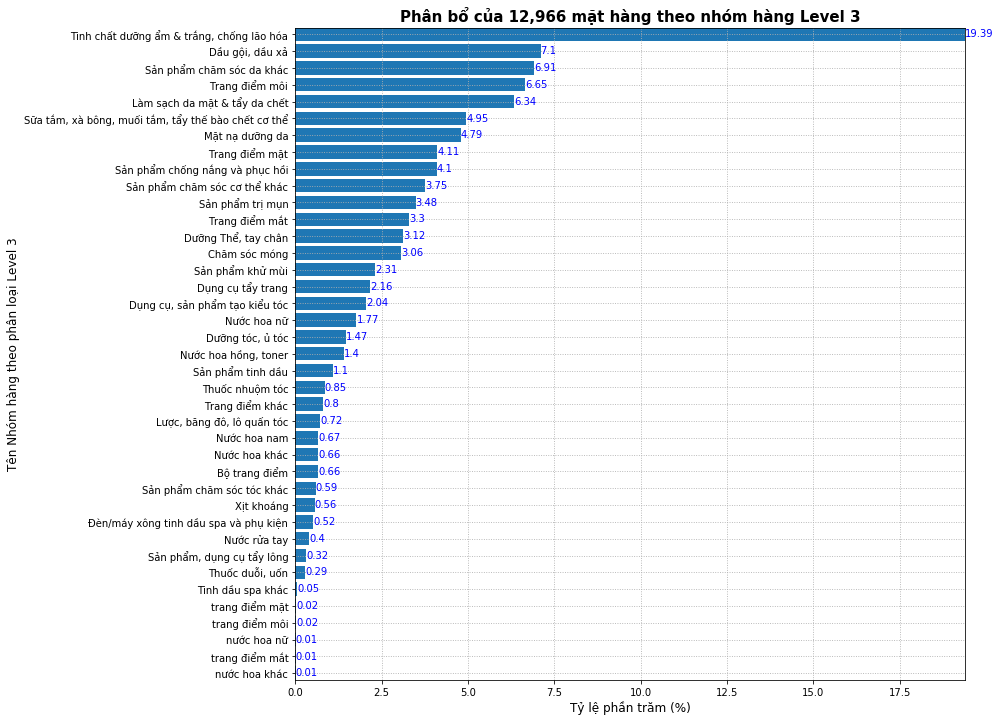 Phân bổ của 12,966 mặt hàng theo nhóm hàng Level 3
Tên Nhóm hàng theo phân loại Level 3
Tinh chất dưỡng ẩm & trắng, chống lão hóa 19.39
Dầu gội, dầu xả 7.1
Sản phẩm chăm sóc da khác 6.91
Trang điểm môi 6.65
Làm sạch da mặt & tẩy da chết 6.34
Sữa tắm, xà bông, muối tắm, tẩy thế bào chết cơ thể 4.95
Mặt nạ dưỡng da 4.79
Trang điểm mặt 4.11
Sản phẩm chống nắng và phục hồi 4.1
Sản phẩm chăm sóc cơ thể khác 3.75
Sản phẩm trị mụn 3.48
Trang điểm mắt 3.3
Dưỡng Thể, tay chân 3.12
Chăm sóc móng 3.06
Sản phẩm khử mùi 2.31
Dụng cụ tẩy trang 2.16
Dụng cụ, sản phẩm tạo kiểu tóc 2.04
Nước hoa nữ 1.77
Dưỡng tóc, ủ tóc 1.47
Nước hoa hồng, toner 1.4
Sản phẩm tinh dầu 1.1
Thuốc nhuộm tóc 0.85
Trang điểm khác 0.8
Lược, băng đô, lô quấn tóc 0.72
Nước hoa nam 0.67
Nước hoa khác 0.66
Bộ trang điểm 0.66
Sản phẩm chăm sóc tóc khác 0.59
Xịt khoáng 0.56
Đèn/máy xông tinh dầu spa và phụ kiện 0.52
Nước rửa tay 0.4
Sản phẩm, dụng cụ tẩy lông 0.32
Thuốc duỗi, uốn 0.29
Tinh dầu spa khác 0.05
trang điểm mặt 0.02
trang điểm môi 0.02
nước hoa nữ 0.01
trang điểm mắt 0.01
nước hoa khác 0.01
0.0 2.5 5.0 7.5 10.0 12.5 15.0 17.5
Tỷ lệ phần trăm (%)